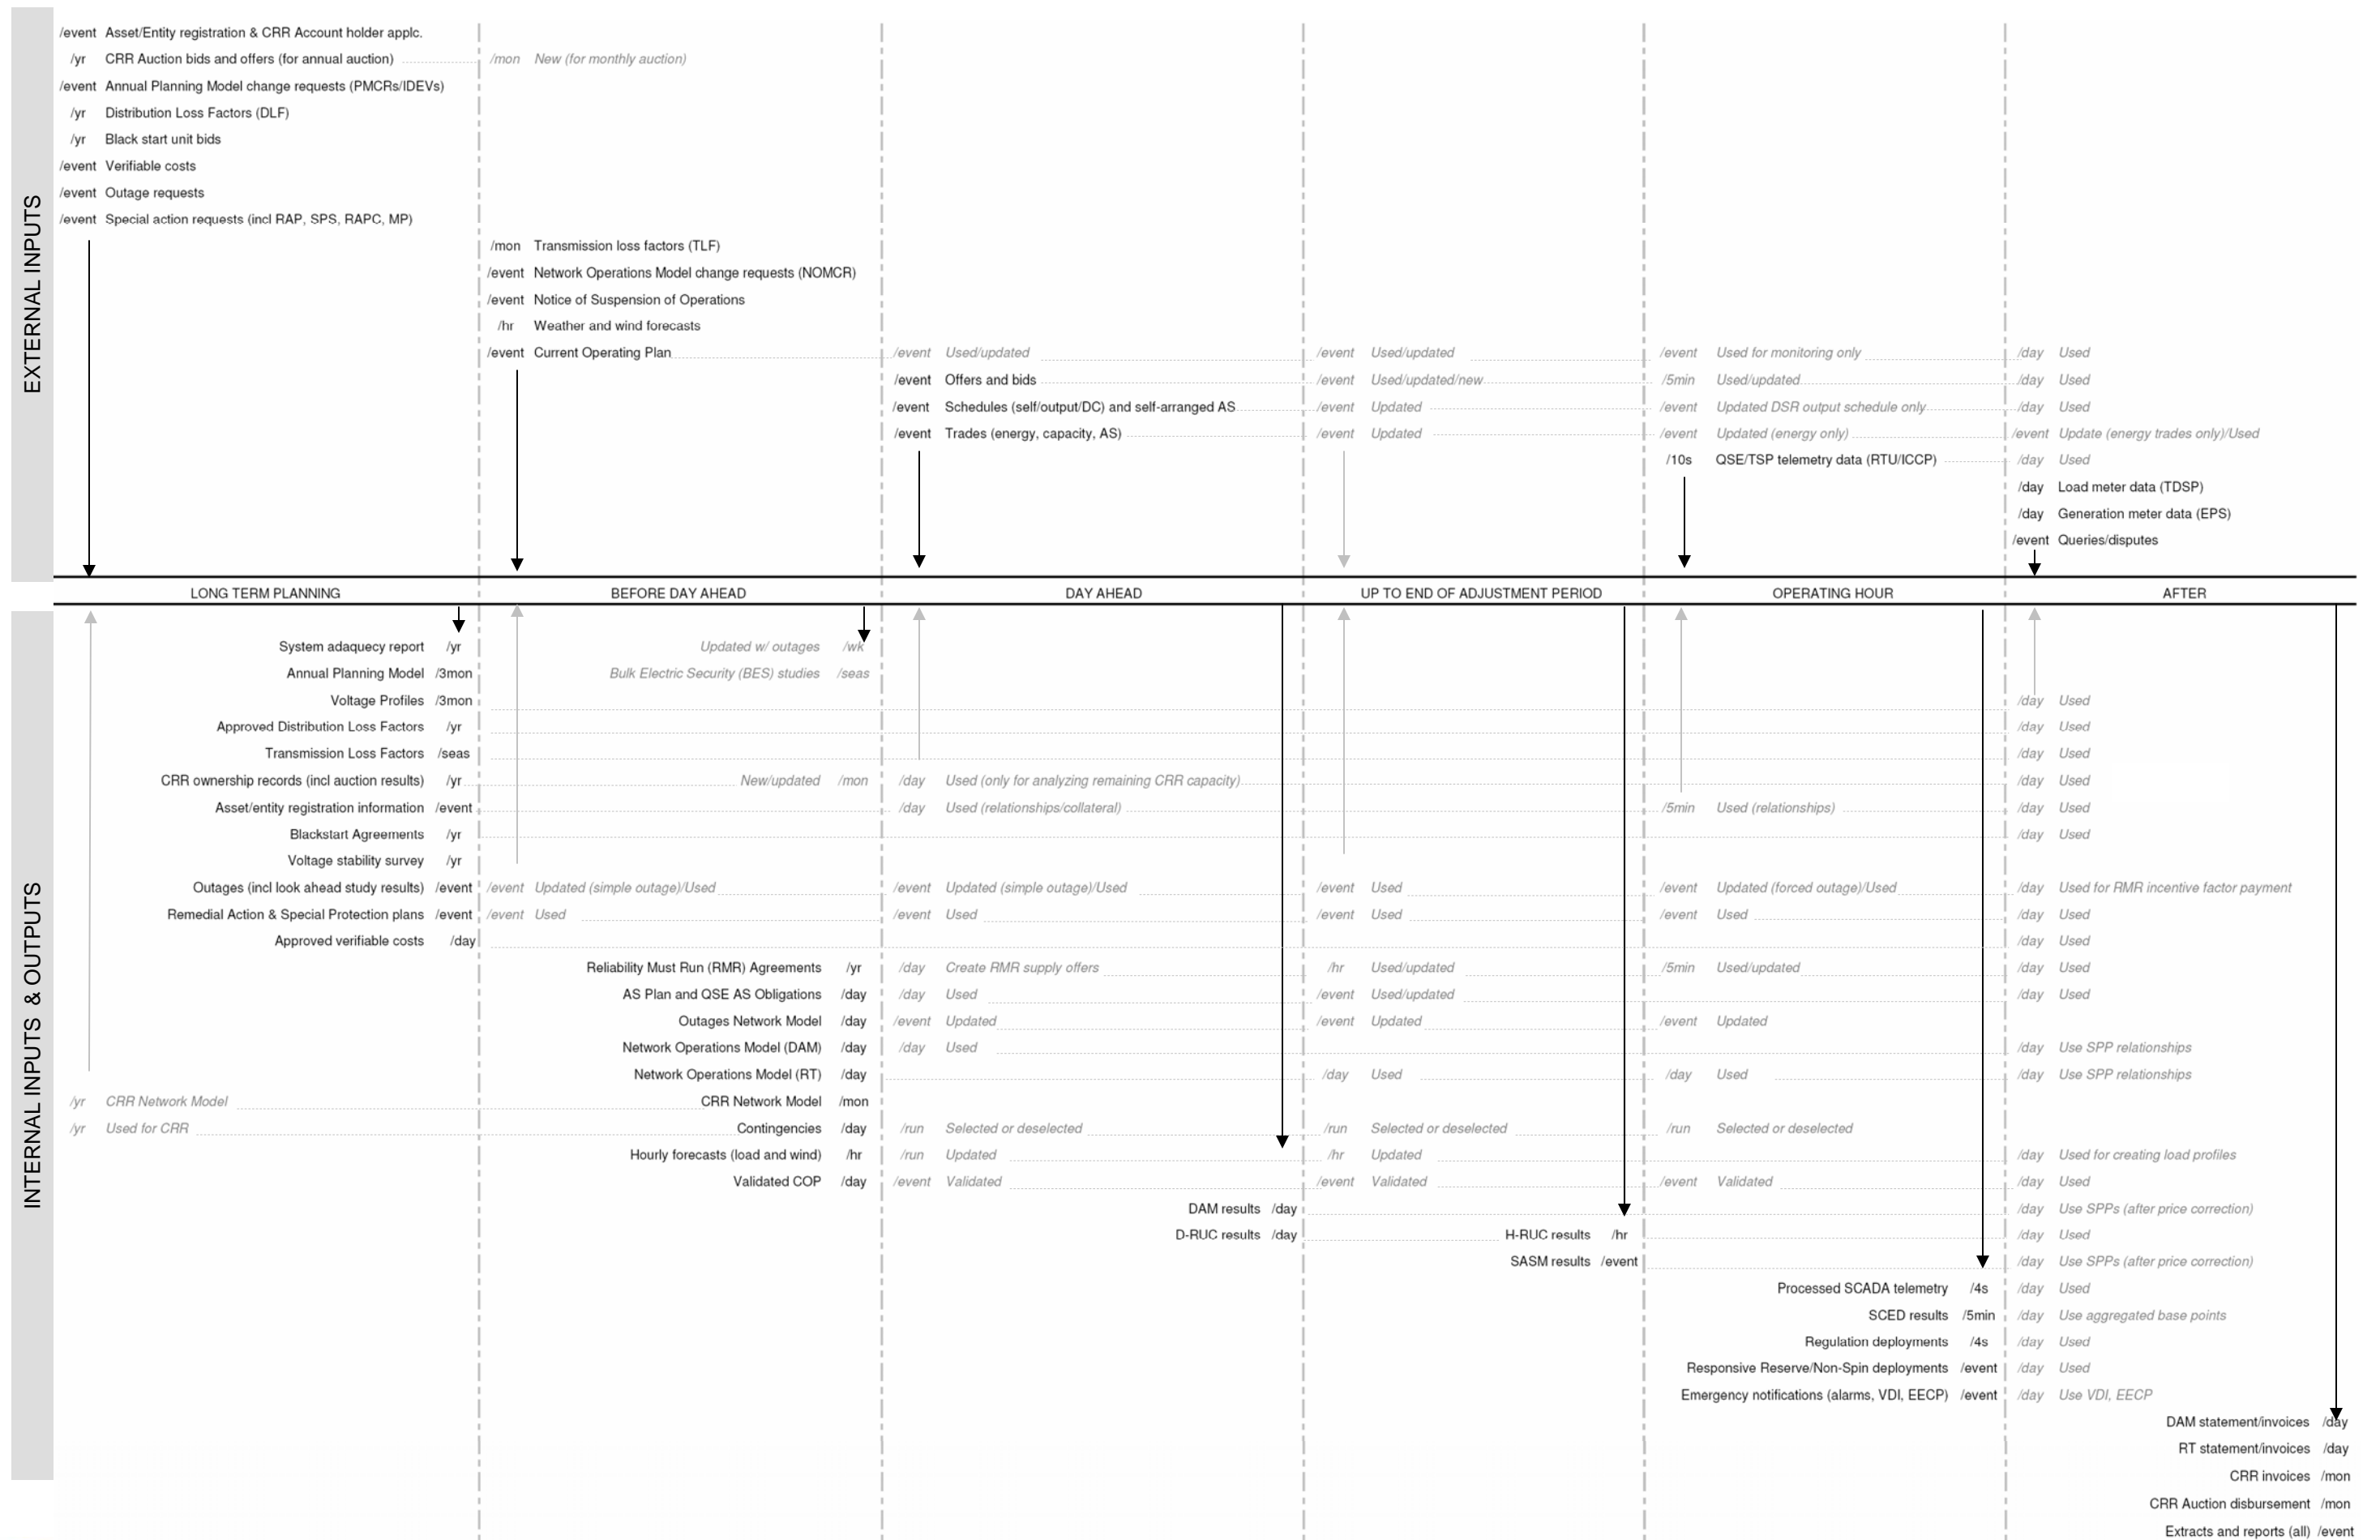 EXTERNAL INPUTS
/event Asset/Entity registration & CRR Account holder applc.
/yr CRR Auction bids and offers (for annual auction) /mon New (for monthly auction)
/event Annual Planning Model change requests (PMCRs/IDEVs)
/yr Distribution Loss Factors (DLF)
/yr Black start unit bids
/event Verifiable costs
/event Outage requests
/event Special action requests (incl RAP, SPS, RAPC, MP)
/mon Transmission loss factors (TLF)
/event Network Operations Model change requests (NOMCR)
/event Notice of Suspension of Operations
/hr Weather and wind forecasts
/event Current Operating Plan /event Used/updated /event Used/updated /event Used for monitoring only /day Used
/event Offers and bids /event Used/updated/new /5min Used/updated /day Used
/event Schedules (self/output/DC) and self-arranged AS /event Updated /event Updated DSR output schedule only /day Used
/event Trades (energy, capacity, AS) /event Updated /event Updated (energy only) /event Update (energy trades only)/Used
/10s QSE/TSP telemetry data (RTU/ICCP) /day Used
/day Load meter data (TDSP)
/day Generation meter data (EPS)
/event Queries/disputes
LONG TERM PLANNING BEFORE DAY AHEAD DAY AHEAD UP TO END OF ADJUSTMENT PERIOD OPERATING HOUR AFTER
INTERNAL INPUTS & OUTPUTS
System adaquecy report /yr Updated w/ outages /wk
Annual Planning Model /3mon Bulk Electric Security (BES) studies /seas
Voltage Profiles /3mon /day Used
Approved Distribution Loss Factors /yr /day Used
Transmission Loss Factors /seas /day Used
CRR ownership records (incl auction results) /yr New/updated /mon /day Used (only for analyzing remaining CRR capacity) /day Used
Asset/entity registration information /event /day Used (relationships/collateral) /5min Used (relationships) /day Used
Blackstart Agreements /yr /day Used
Voltage stability survey /yr
Outages (incl look ahead study results) /event /event Updated (simple outage)/Used /event Updated (simple outage)/Used /event Used /event Updated (forced outage)/Used /day Used for RMR incentive factor payment
Remedial Action & Special Protection plans /event /event Used /event Used /event Used /event Used /day Used
Approved verifiable costs /day /day Used
Reliability Must Run (RMR) Agreements /yr /day Create RMR supply offers /hr Used/updated /5min Used/updated /day Used
AS Plan and QSE AS Obligations /day /day Used /event Used/updated /day Used
Outages Network Model /day /event Updated /event Updated /event Updated
Network Operations Model (DAM) /day /day Used /day Use SPP relationships
Network Operations Model (RT) /day /day Used /day Used /day Use SPP relationships
/yr CRR Network Model CRR Network Model /mon
/yr Used for CRR Contingencies /day /run Selected or deselected /run Selected or deselected /run Selected or deselected
Hourly forecasts (load and wind) /hr /run Updated /hr Updated /day Used for creating load profiles
Validated COP /day /event Validated /event Validated /event Validated /day Used
DAM results /day /day Use SPPs (after price correction)
D-RUC results /day H-RUC results /hr /day Used
SASM results /event /day Use SPPs (after price correction)
Processed SCADA telemetry /4s /day Used
SCED results /5min /day Use aggregated base points
Regulation deployments /4s /day Used
Responsive Reserve/Non-Spin deployments /event /day Used
Emergency notifications (alarms, VDI, EECP) /event /day Use VDI, EECP
DAM statement/invoices /day
RT statement/invoices /day
CRR invoices /mon
CRR Auction disbursement /mon
Extracts and reports (all) /event